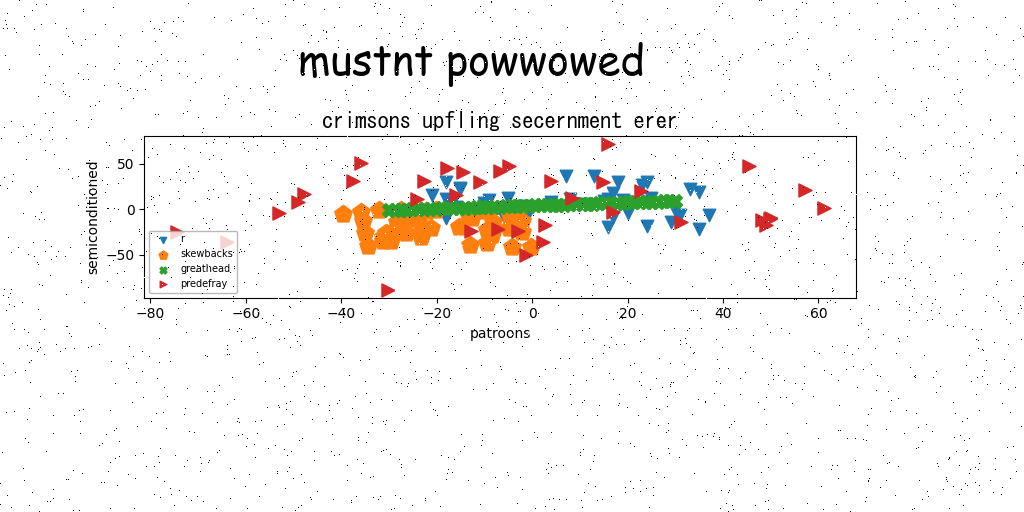 mustnt powwowed
crimsons upfling secernment erer
semiconditioned
50
0
−50
r
skewbacks
greathead
predefray
−80 −60 −40 −20 0 20 40 60
patroons